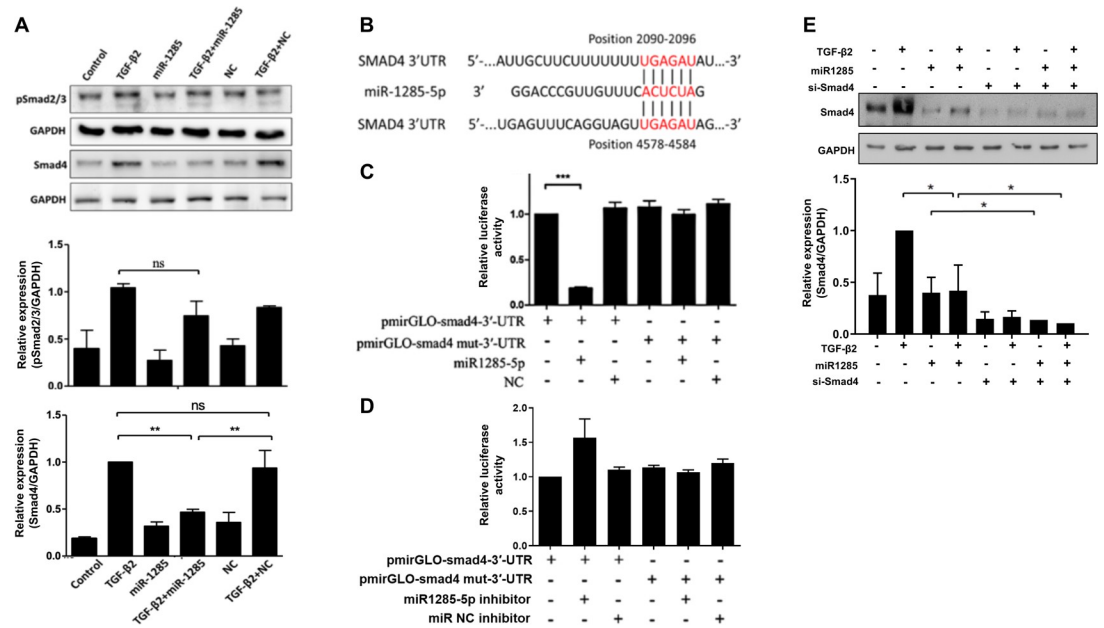 A
Control
TGF-β2
miR-1285
TGF-β2+miR-1285
NC
TGF-β2+NC
pSmad2/3
GAPDH
Smad4
GAPDH
Relative expression
(pSmad2/3/GAPDH)
1.5
1.0
0.5
0.0
ns
Relative expression
(Smad4/GAPDH)
1.5
1.0
0.5
0.0
ns
** **
Control
TGF-β2
miR-1285
TGF-β2+miR-1285
NC
TGF-β2+NC
B
Position 2090-2096
SMAD4 3'UTR 5'-...AUUGCUUCUUUUUUUUGAGAUAU...-3'
miR-1285-5p 3' GGACCCGUUGUUUCACUCUAG
SMAD4 3'UTR 5'-...UGAGUUUCAGGUAGUUGAGAUAG...-3'
Position 4578-4584
C
Relative luciferase
activity
1.0
0.5
0.0
***
pmirGLO-smad4-3'-UTR + + + - - -
pmirGLO-smad4 mut-3'-UTR - - - + + +
miR1285-5p - + - - + -
NC - - + - - +
D
Relative luciferase
activity
2.0
1.5
1.0
0.5
0.0
pmirGLO-smad4-3'-UTR + + + - - -
pmirGLO-smad4 mut-3'-UTR - - - + + +
miR1285-5p inhibitor - + - - + -
miR NC inhibitor - - + - - +
E
TGF-β2 - + - + - + - +
miR1285 - - + + - - + +
si-Smad4 - - - - + + + +
Smad4
GAPDH
Relative expression
(Smad4/GAPDH)
1.5
1.0
0.5
0.0
* *
*
TGF-β2 - + - + - + - +
miR1285 - - + + - - + +
si-Smad4 - - - - + + + +